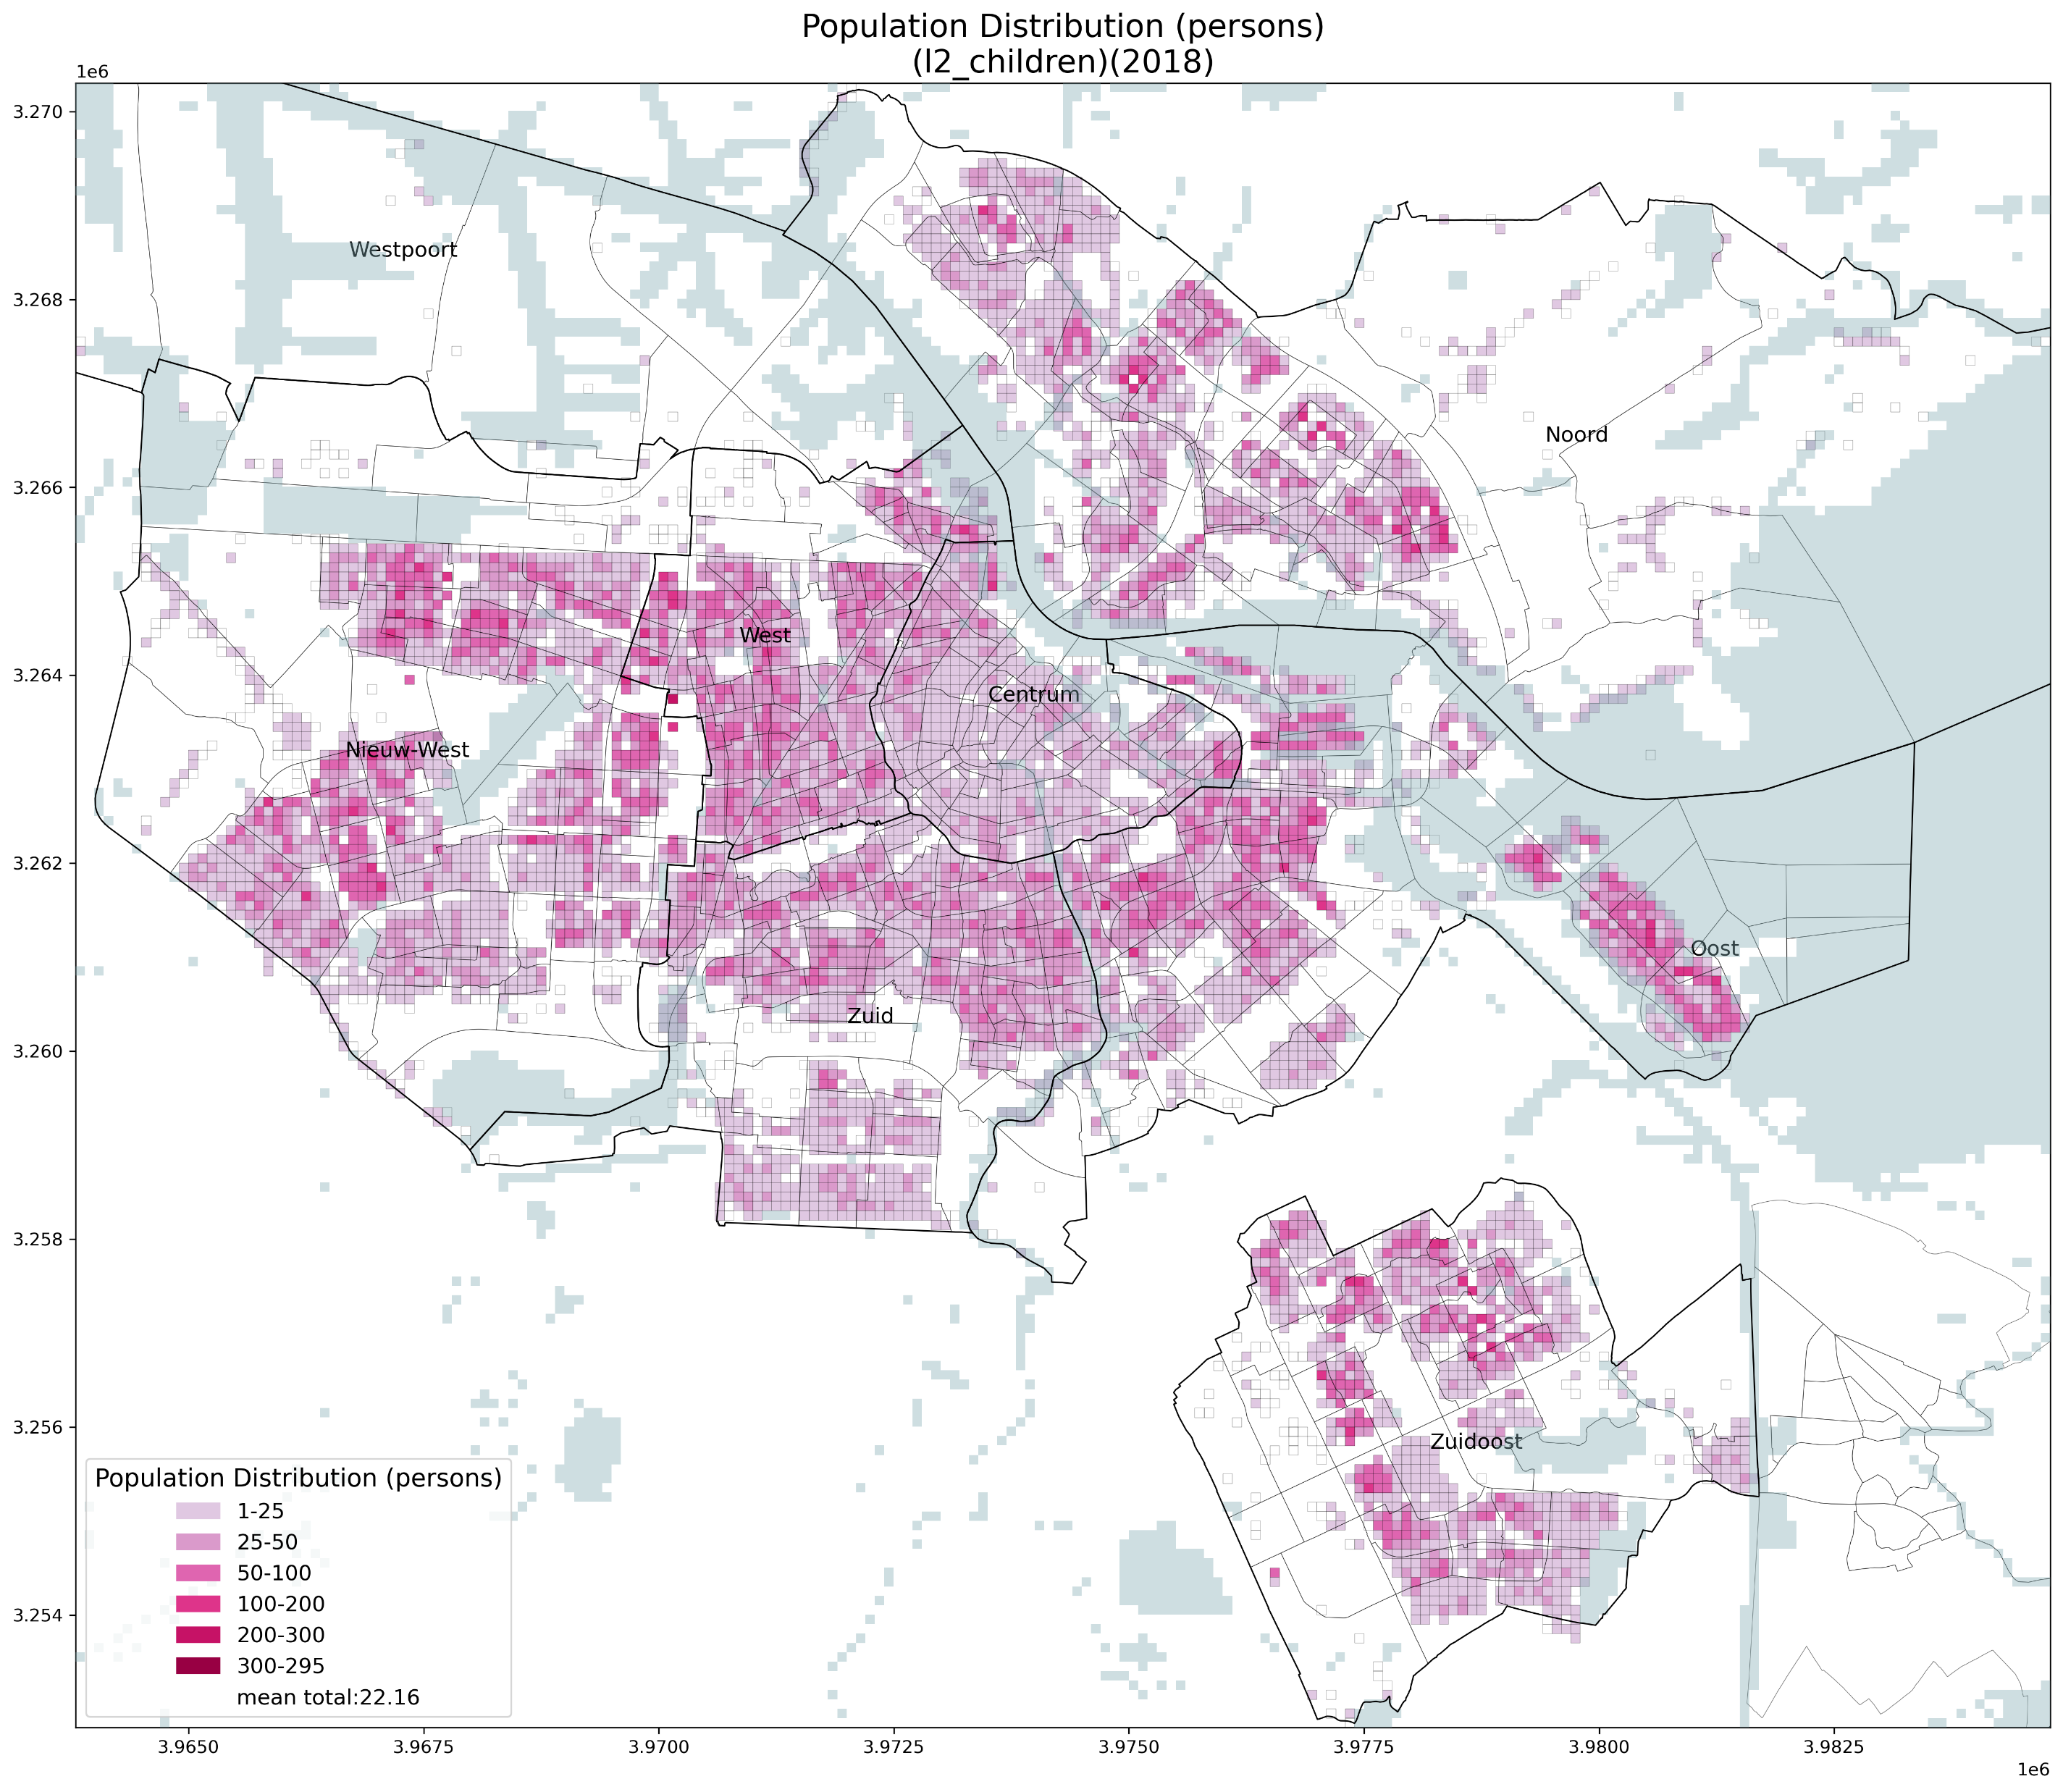 Population Distribution (persons)
(l2_children)(2018)
1e6
3.270
3.268
3.266
3.264
3.262
3.260
3.258
3.256
3.254
Westpoort
Noord
West
Centrum
Nieuw-West
Oost
Zuid
Zuidoost
Population Distribution (persons)
1-25
25-50
50-100
100-200
200-300
300-295
mean total:22.16
3.9650
3.9675
3.9700
3.9725
3.9750
3.9775
3.9800
3.9825
1e6